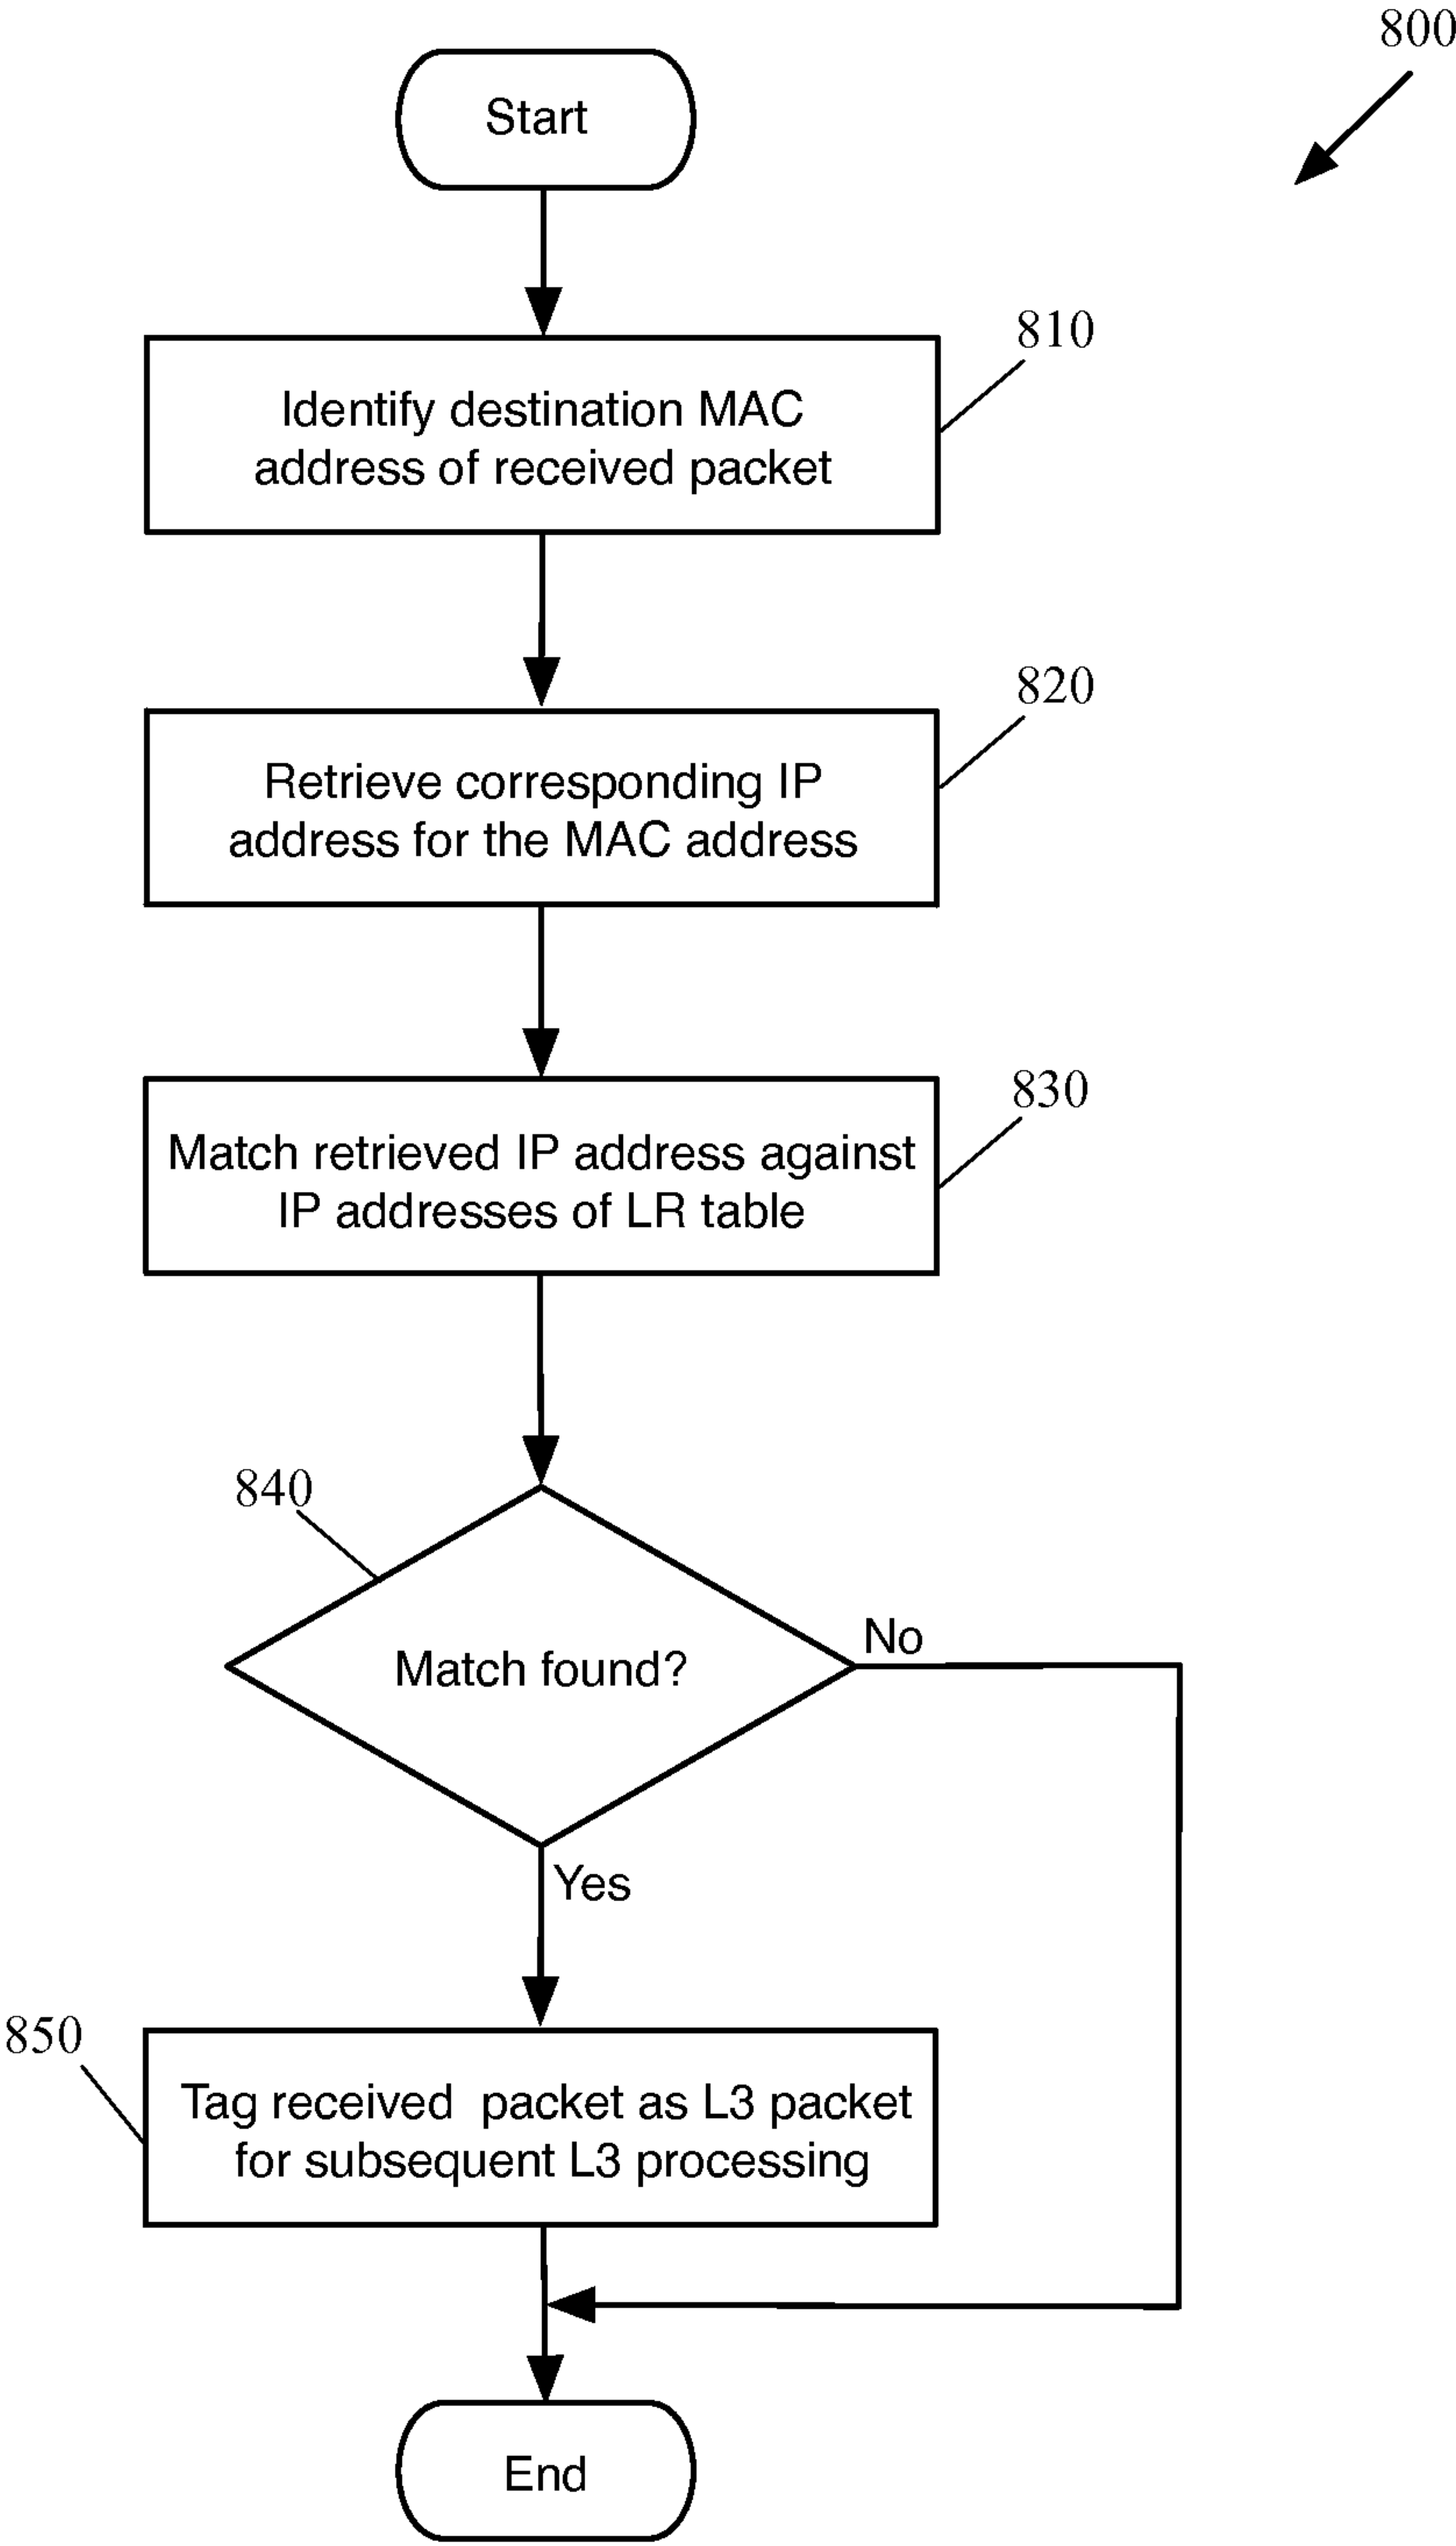 800
Start
810
Identify destination MAC
address of received packet
820
Retrieve corresponding IP
address for the MAC address
830
Match retrieved IP address against
IP addresses of LR table
840
Match found?
No
Yes
850
Tag received packet as L3 packet
for subsequent L3 processing
End